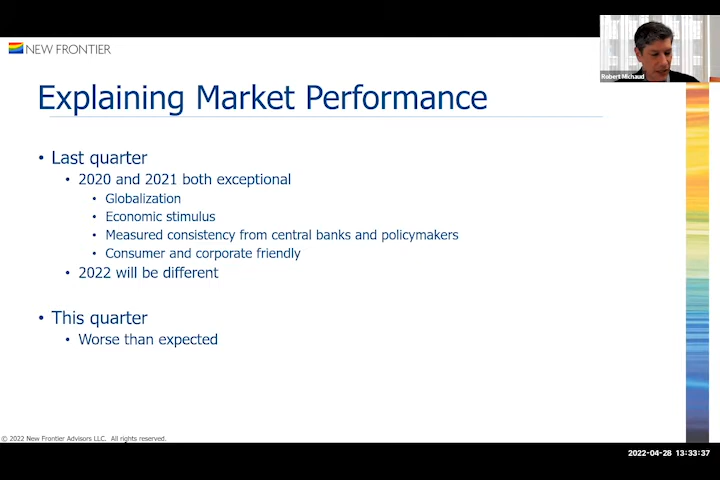 NEW FRONTIER
Robert Michaud
Explaining Market Performance
• Last quarter
• 2020 and 2021 both exceptional
• Globalization
• Economic stimulus
• Measured consistency from central banks and policymakers
• Consumer and corporate friendly
• 2022 will be different
• This quarter
• Worse than expected
© 2022 New Frontier Advisors LLC. All rights reserved.
2022-04-28 13:33:37